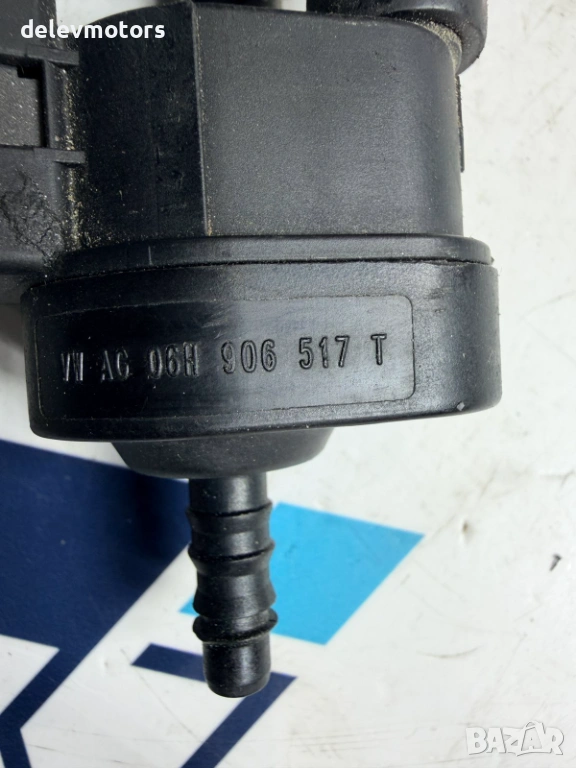 delevmotors
VW AG 06H 906 517 T
BAZAR